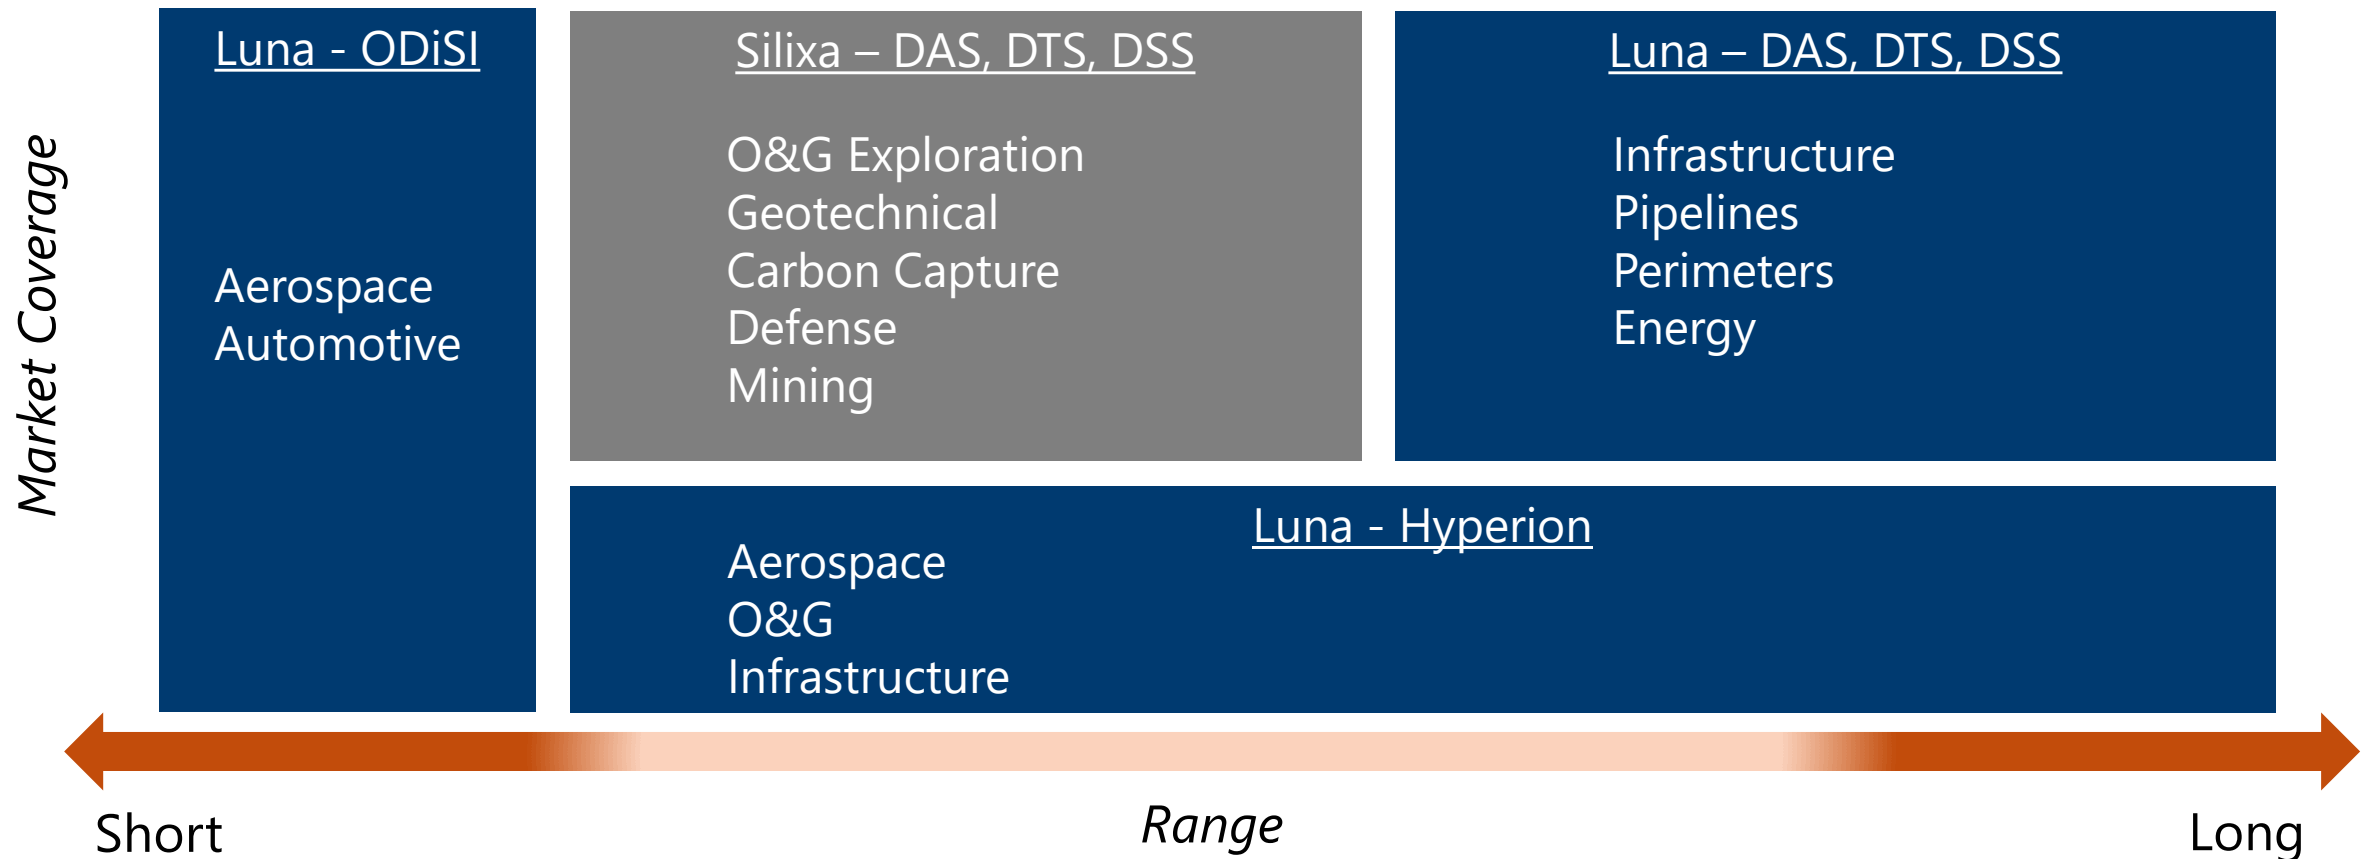 Market Coverage
Luna - ODiSI
Aerospace
Automotive
Silixa – DAS, DTS, DSS
O&G Exploration
Geotechnical
Carbon Capture
Defense
Mining
Luna – DAS, DTS, DSS
Infrastructure
Pipelines
Perimeters
Energy
Luna - Hyperion
Aerospace
O&G
Infrastructure
Short
Range
Long